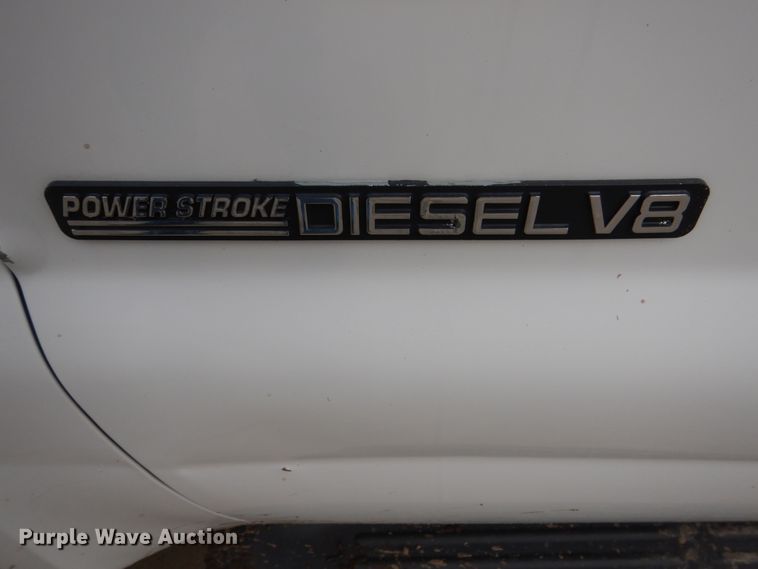 POWER STROKE DIESEL V8
Purple Wave Auction